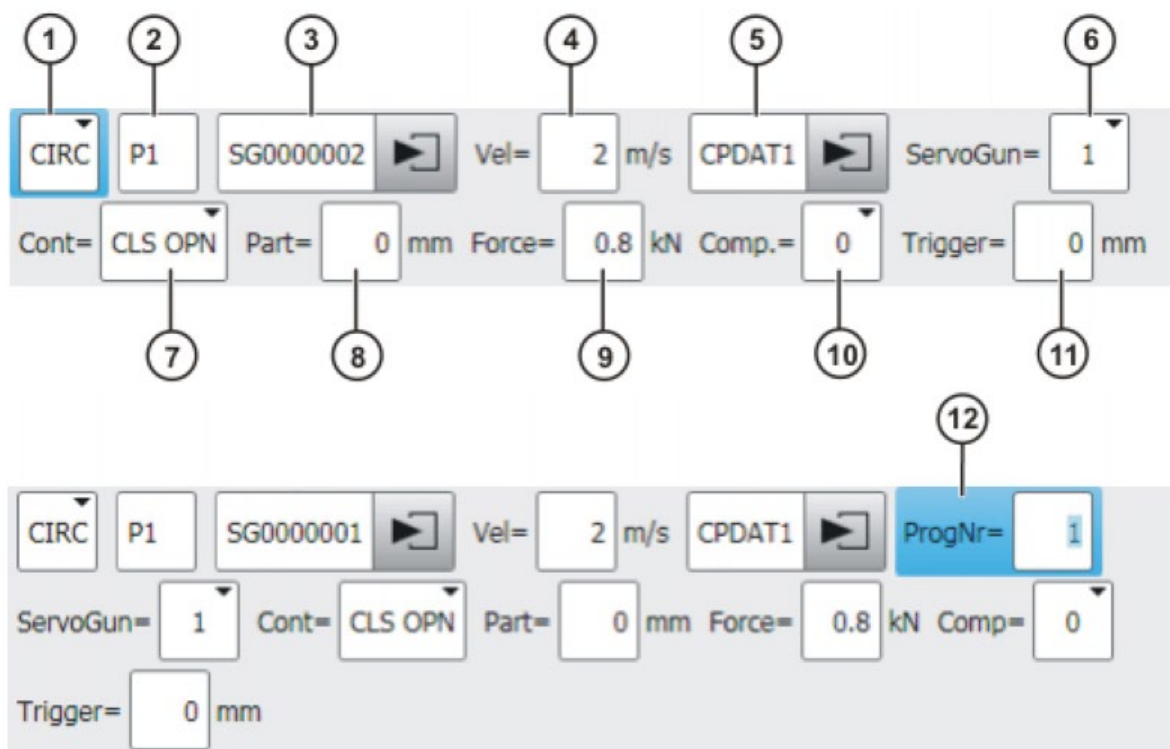 1 2 3 4 5 6
CIRC P1 SG0000002 Vel= 2 m/s CPDAT1 ServoGun= 1
Cont= CLS OPN Part= 0 mm Force= 0.8 kN Comp.= 0 Trigger= 0 mm
7 8 9 10 11
12
CIRC P1 SG0000001 Vel= 2 m/s CPDAT1 ProgNr= 1
ServoGun= 1 Cont= CLS OPN Part= 0 mm Force= 0.8 kN Comp= 0
Trigger= 0 mm